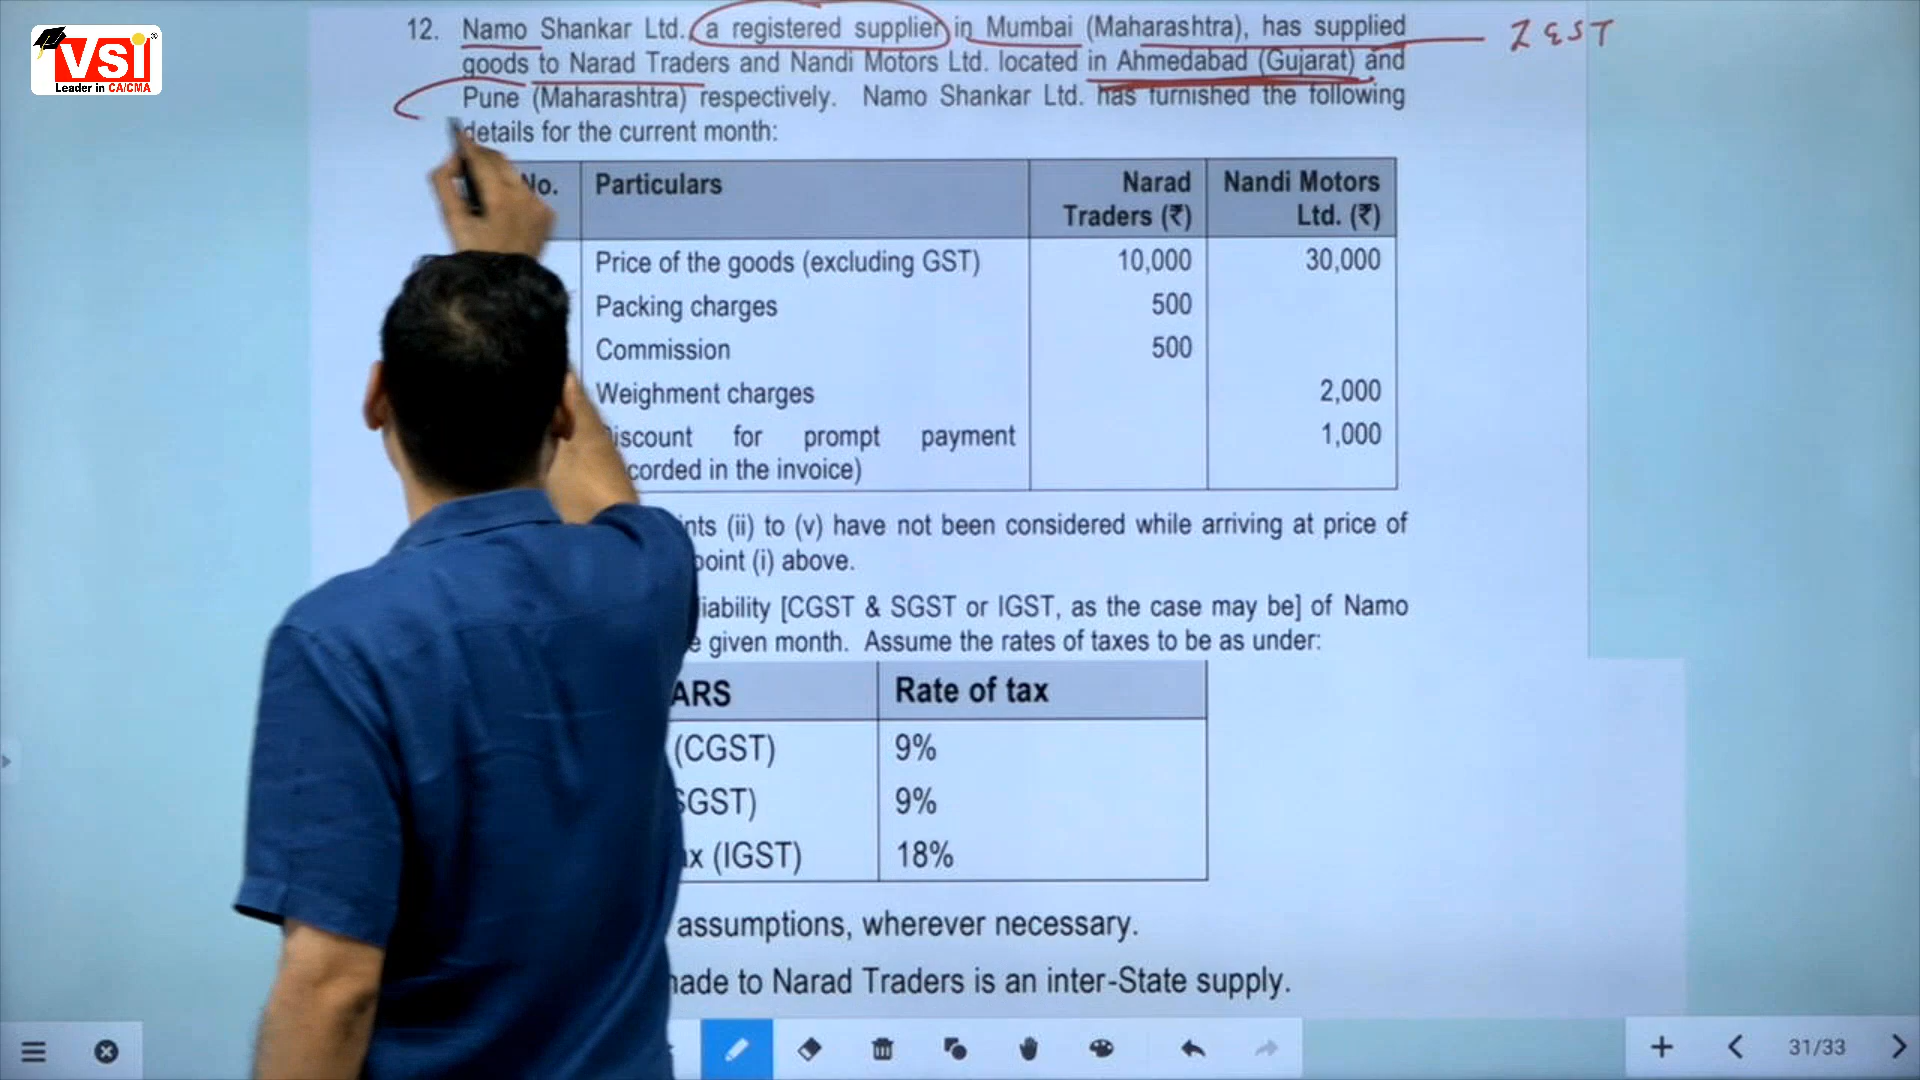 VSI
Leader in CA/CMA
12. Namo Shankar Ltd., a registered supplier in Mumbai (Maharashtra), has supplied
goods to Narad Traders and Nandi Motors Ltd. located in Ahmedabad (Gujarat) and
Pune (Maharashtra) respectively. Namo Shankar Ltd. has furnished the following
details for the current month:
IGST
No. Particulars Narad Traders (₹) Nandi Motors Ltd. (₹)
Price of the goods (excluding GST) 10,000 30,000
Packing charges 500
Commission 500
Weighment charges 2,000
for prompt payment 1,000
in the invoice)
(ii) to (v) have not been considered while arriving at price of
point (i) above.
[CGST & SGST or IGST, as the case may be] of Namo
given month. Assume the rates of taxes to be as under:
Rate of tax
(CGST) 9%
SGST) 9%
(IGST) 18%
assumptions, wherever necessary.
to Narad Traders is an inter-State supply.
31/33